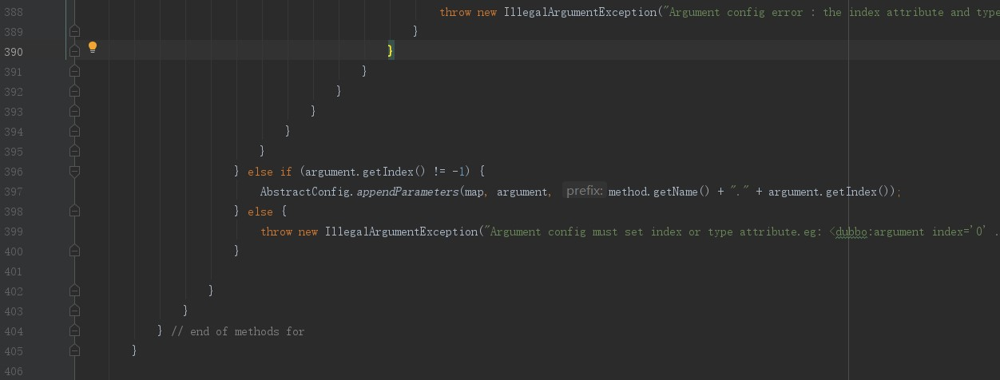 388 throw new IllegalArgumentException("Argument config error : the index attribute and type
389 }
390 }
391 }
392 }
393 }
394 }
395 }
396 } else if (argument.getIndex() != -1) {
397 AbstractConfig.appendParameters(map, argument, prefix: method.getName() + "." + argument.getIndex());
398 } else {
399 throw new IllegalArgumentException("Argument config must set index or type attribute.eg: <dubbo:argument index='0' .
400 }
401
402 }
403 }
404 } // end of methods for
405 }
406